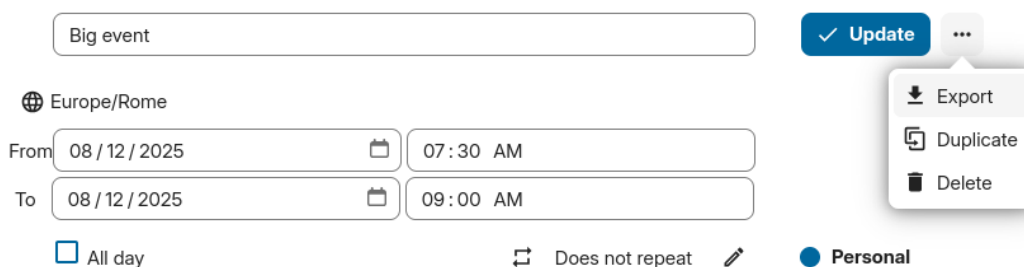 Big event
Update
Europe/Rome
Export
From 08/12/2025 07:30 AM
Duplicate
To 08/12/2025 09:00 AM
Delete
All day Does not repeat Personal